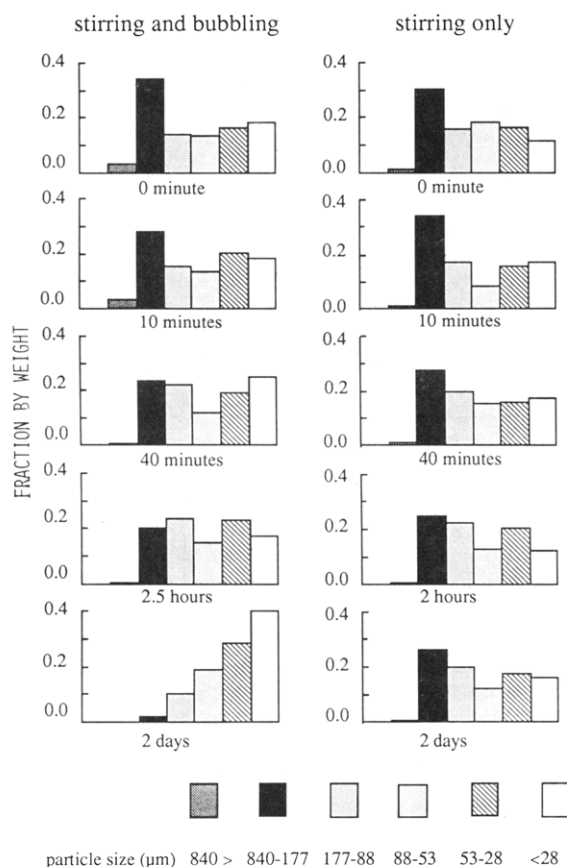 stirring and bubbling stirring only
0.4 0.4
0.2 0.2
0.0 0.0
0 minute 0 minute
0.4 0.4
0.2 0.2
0.0 0.0
10 minutes 10 minutes
0.4 0.4
0.2 0.2
0.0 0.0
40 minutes 40 minutes
0.4 0.4
0.2 0.2
0.0 0.0
2.5 hours 2 hours
0.4 0.4
0.2 0.2
0.0 0.0
2 days 2 days
FRACTION BY WEIGHT
particle size (µm) 840 > 840-177 177-88 88-53 53-28 <28